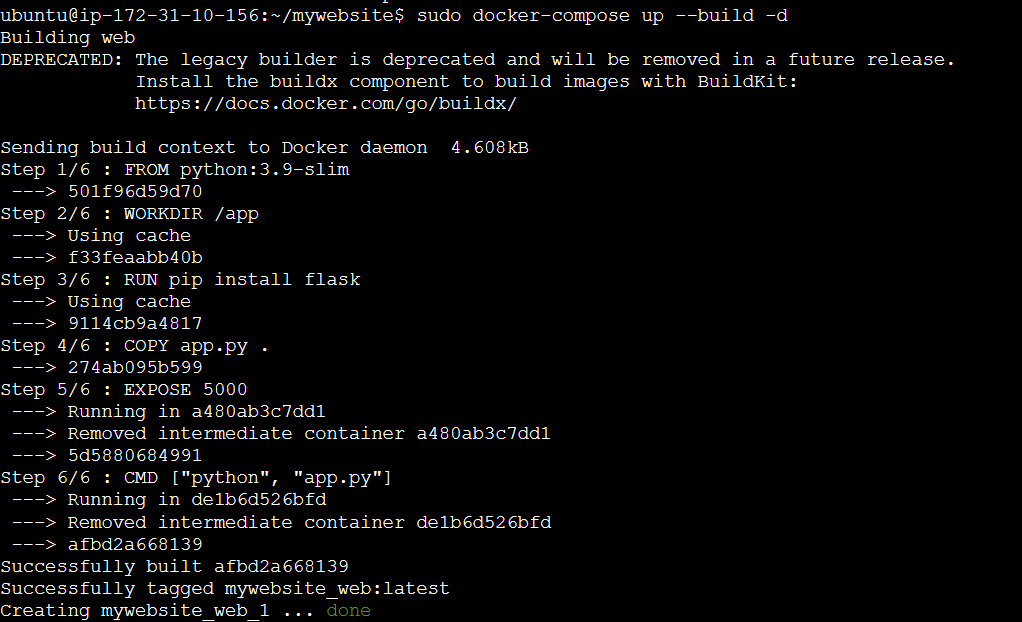 ubuntu@ip-172-31-10-156:~/mywebsite$ sudo docker-compose up --build -d
Building web
DEPRECATED: The legacy builder is deprecated and will be removed in a future release.
            Install the buildx component to build images with BuildKit:
            https://docs.docker.com/go/buildx/

Sending build context to Docker daemon  4.608kB
Step 1/6 : FROM python:3.9-slim
 ---> 501f96d59d70
Step 2/6 : WORKDIR /app
 ---> Using cache
 ---> f33feaabb40b
Step 3/6 : RUN pip install flask
 ---> Using cache
 ---> 9114cb9a4817
Step 4/6 : COPY app.py .
 ---> 274ab095b599
Step 5/6 : EXPOSE 5000
 ---> Running in a480ab3c7dd1
 ---> Removed intermediate container a480ab3c7dd1
 ---> 5d5880684991
Step 6/6 : CMD ["python", "app.py"]
 ---> Running in de1b6d526bfd
 ---> Removed intermediate container de1b6d526bfd
 ---> afbd2a668139
Successfully built afbd2a668139
Successfully tagged mywebsite_web:latest
Creating mywebsite_web_1 ... done